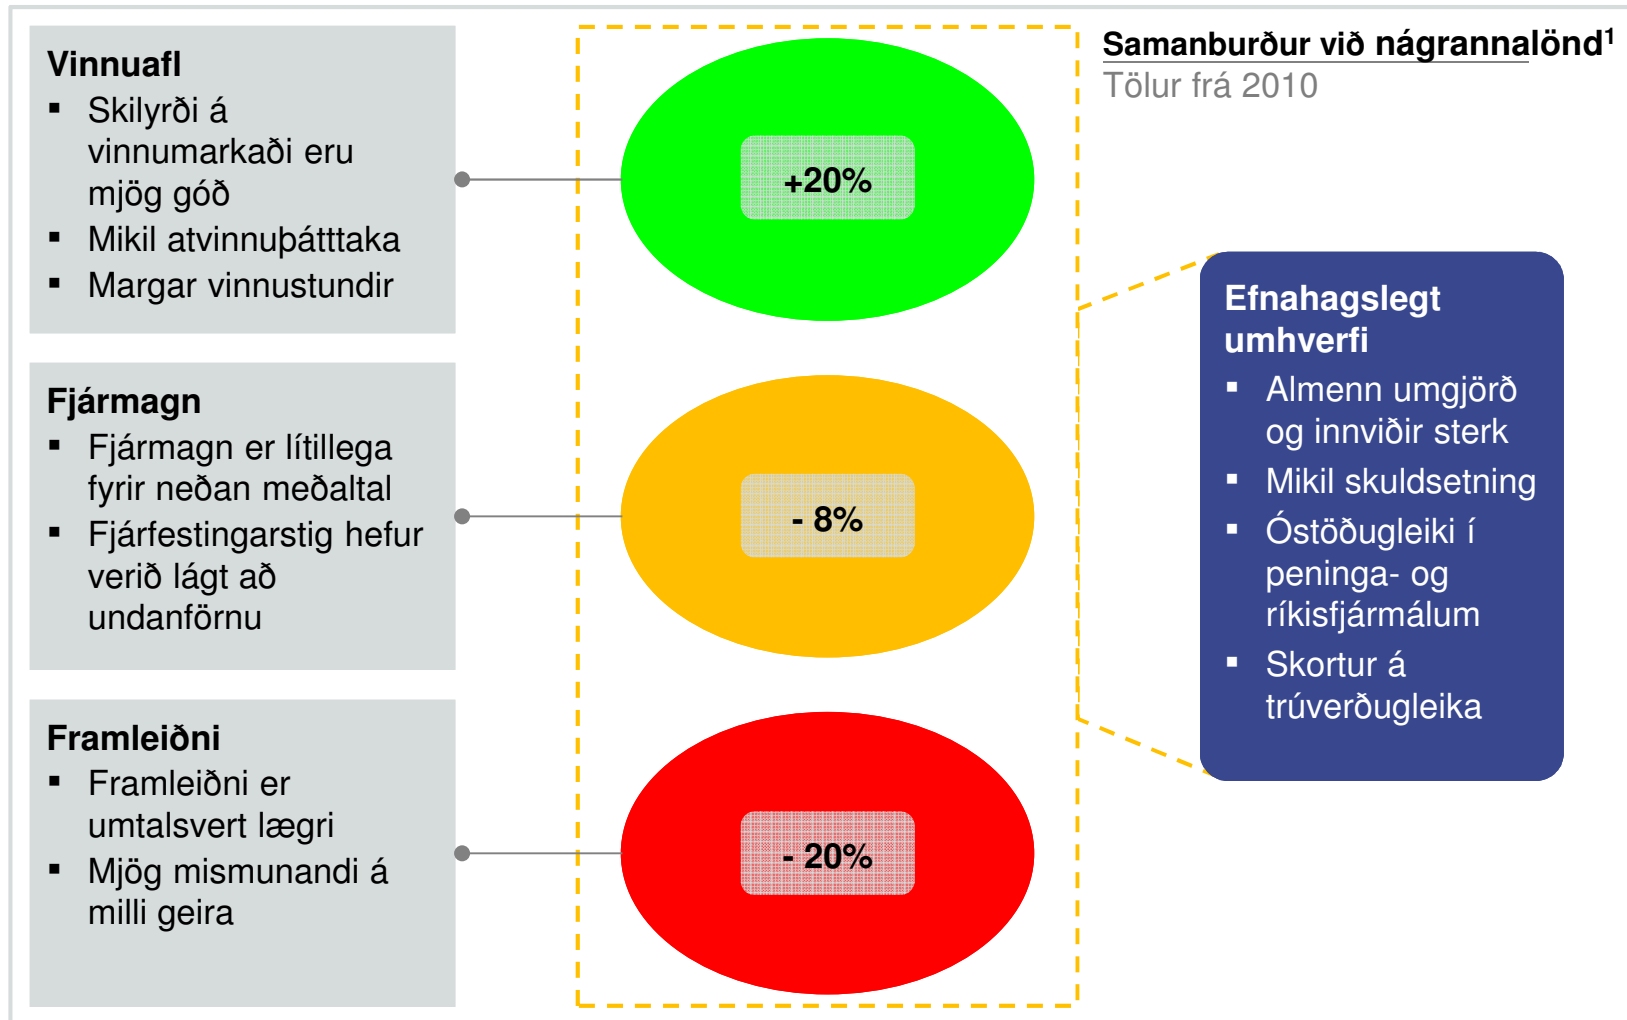 Samanburður við nágrannalönd¹
Tölur frá 2010
Vinnuafl
▪ Skilyrði á
vinnumarkaði eru
mjög góð
▪ Mikil atvinnuþátttaka
▪ Margar vinnustundir
+20%
Fjármagn
▪ Fjármagn er lítillega
fyrir neðan meðaltal
▪ Fjárfestingarstig hefur
verið lágt að
undanförnu
- 8%
Framleiðni
▪ Framleiðni er
umtalsvert lægri
▪ Mjög mismunandi á
milli geira
- 20%
Efnahagslegt
umhverfi
▪ Almenn umgjörð
og innviðir sterk
▪ Mikil skuldsetning
▪ Óstöðugleiki í
peninga- og
ríkisfjármálum
▪ Skortur á
trúverðugleika